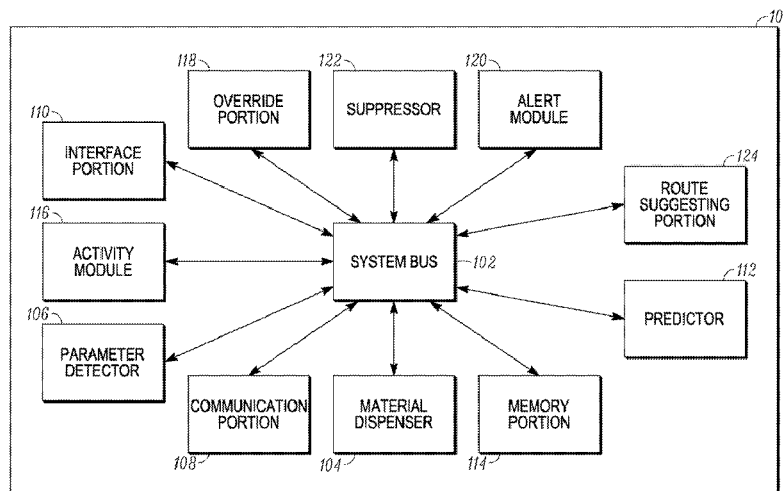 10
118
OVERRIDE
PORTION
122
SUPPRESSOR
120
ALERT
MODULE
110
INTERFACE
PORTION
124
ROUTE
SUGGESTING
PORTION
116
ACTIVITY
MODULE
SYSTEM BUS
102
112
PREDICTOR
106
PARAMETER
DETECTOR
COMMUNICATION
PORTION
108
MATERIAL
DISPENSER
104
MEMORY
PORTION
114